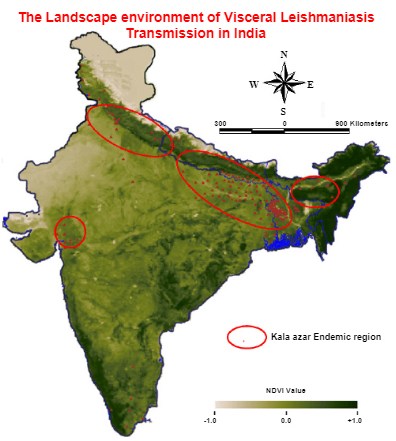 The Landscape environment of Visceral Leishmaniasis
Transmission in India
N
W E
S
300 0 900 Kilometers
Kala azar Endemic region
NDVI Value
-1.0 0.0 +1.0